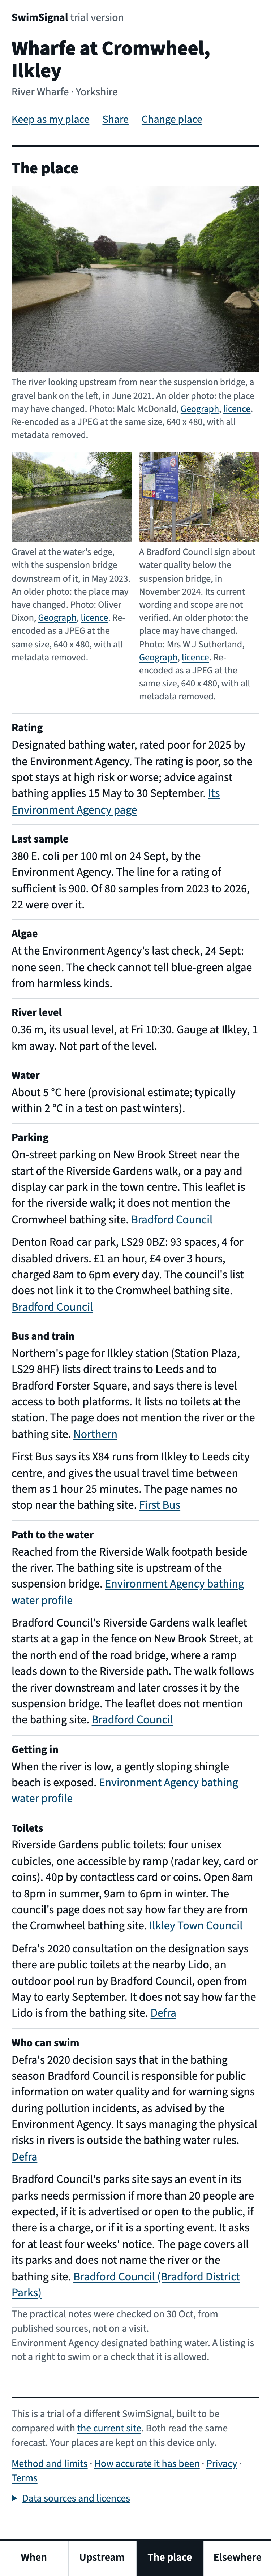 SwimSignal trial version
Wharfe at Cromwheel,
Ilkley
River Wharfe · Yorkshire
Keep as my place Share Change place
The place
The river looking upstream from near the suspension bridge, a
gravel bank on the left, in June 2021. An older photo: the place
may have changed. Photo: Malc McDonald, Geograph, licence.
Re-encoded as a JPEG at the same size, 640 x 480, with all
metadata removed.
Gravel at the water's edge,
with the suspension bridge
downstream of it, in May 2023.
An older photo: the place may
have changed. Photo: Oliver
Dixon, Geograph, licence. Re-
encoded as a JPEG at the
same size, 640 x 480, with all
metadata removed.
A Bradford Council sign about
water quality below the
suspension bridge, in
November 2024. Its current
wording and scope are not
verified. An older photo: the
place may have changed.
Photo: Mrs W J Sutherland,
Geograph, licence. Re-
encoded as a JPEG at the
same size, 640 x 480, with all
metadata removed.
Rating
Designated bathing water, rated poor for 2025 by
the Environment Agency. The rating is poor, so the
spot stays at high risk or worse; advice against
bathing applies 15 May to 30 September. Its
Environment Agency page
Last sample
380 E. coli per 100 ml on 24 Sept, by the
Environment Agency. The line for a rating of
sufficient is 900. Of 80 samples from 2023 to 2026,
22 were over it.
Algae
At the Environment Agency's last check, 24 Sept:
none seen. The check cannot tell blue-green algae
from harmless kinds.
River level
0.36 m, its usual level, at Fri 10:30. Gauge at Ilkley, 1
km away. Not part of the level.
Water
About 5 °C here (provisional estimate; typically
within 2 °C in a test on past winters).
Parking
On-street parking on New Brook Street near the
start of the Riverside Gardens walk, or a pay and
display car park in the town centre. This leaflet is
for the riverside walk; it does not mention the
Cromwheel bathing site. Bradford Council
Denton Road car park, LS29 0BZ: 93 spaces, 4 for
disabled drivers. £1 an hour, £4 over 3 hours,
charged 8am to 6pm every day. The council's list
does not link it to the Cromwheel bathing site.
Bradford Council
Bus and train
Northern's page for Ilkley station (Station Plaza,
LS29 8HF) lists direct trains to Leeds and to
Bradford Forster Square, and says there is level
access to both platforms. It lists no toilets at the
station. The page does not mention the river or the
bathing site. Northern
First Bus says its X84 runs from Ilkley to Leeds city
centre, and gives the usual travel time between
them as 1 hour 25 minutes. The page names no
stop near the bathing site. First Bus
Path to the water
Reached from the Riverside Walk footpath beside
the river. The bathing site is upstream of the
suspension bridge. Environment Agency bathing
water profile
Bradford Council's Riverside Gardens walk leaflet
starts at a gap in the fence on New Brook Street, at
the north end of the road bridge, where a ramp
leads down to the Riverside path. The walk follows
the river downstream and later crosses it by the
suspension bridge. The leaflet does not mention
the bathing site. Bradford Council
Getting in
When the river is low, a gently sloping shingle
beach is exposed. Environment Agency bathing
water profile
Toilets
Riverside Gardens public toilets: four unisex
cubicles, one accessible by ramp (radar key, card or
coins). 40p by contactless card or coins. Open 8am
to 8pm in summer, 9am to 6pm in winter. The
council's page does not say how far they are from
the Cromwheel bathing site. Ilkley Town Council
Defra's 2020 consultation on the designation says
there are public toilets at the nearby Lido, an
outdoor pool run by Bradford Council, open from
May to early September. It does not say how far the
Lido is from the bathing site. Defra
Who can swim
Defra's 2020 decision says that in the bathing
season Bradford Council is responsible for public
information on water quality and for warning signs
during pollution incidents, as advised by the
Environment Agency. It says managing the physical
risks in rivers is outside the bathing water rules.
Defra
Bradford Council's parks site says an event in its
parks needs permission if more than 20 people are
expected, if it is advertised or open to the public, if
there is a charge, or if it is a sporting event. It asks
for at least four weeks' notice. The page covers all
its parks and does not name the river or the
bathing site. Bradford Council (Bradford District
Parks)
The practical notes were checked on 30 Oct, from
published sources, not on a visit.
Environment Agency designated bathing water. A listing is
not a right to swim or a check that it is allowed.
This is a trial of a different SwimSignal, built to be
compared with the current site. Both read the same
forecast. Your places are kept on this device only.
Method and limits · How accurate it has been · Privacy ·
Terms
▶ Data sources and licences
When Upstream The place Elsewhere